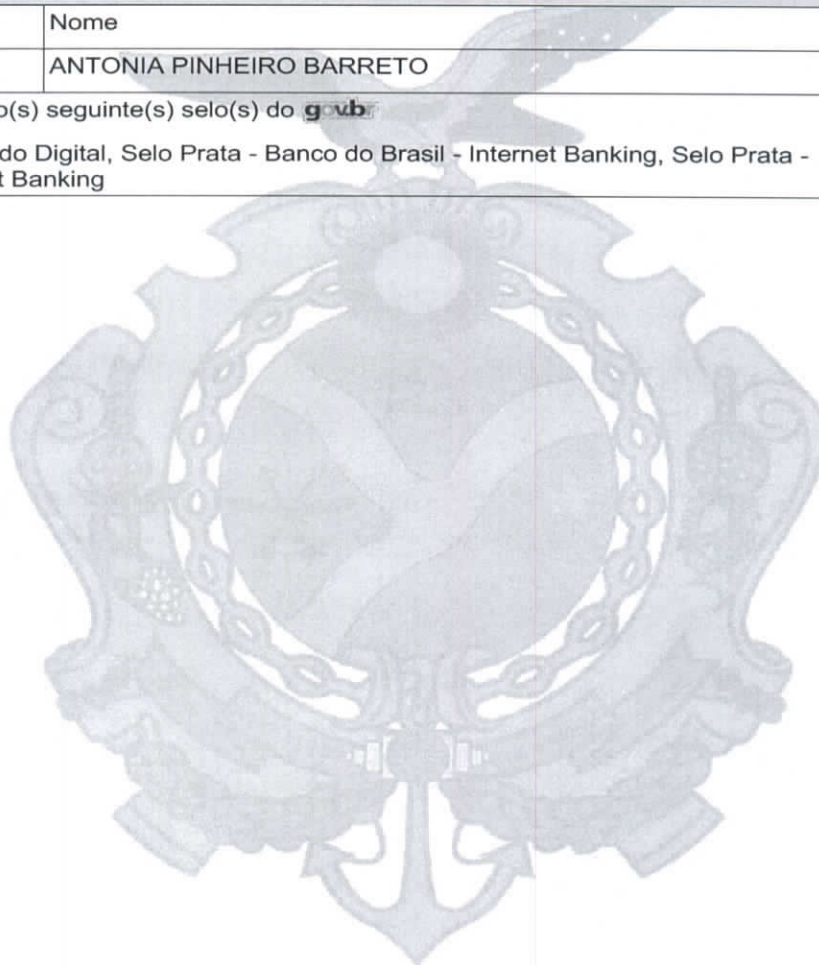 Nome
ANTONIA PINHEIRO BARRETO
o(s) seguinte(s) selo(s) do gov.br
do Digital, Selo Prata - Banco do Brasil - Internet Banking, Selo Prata -
t Banking